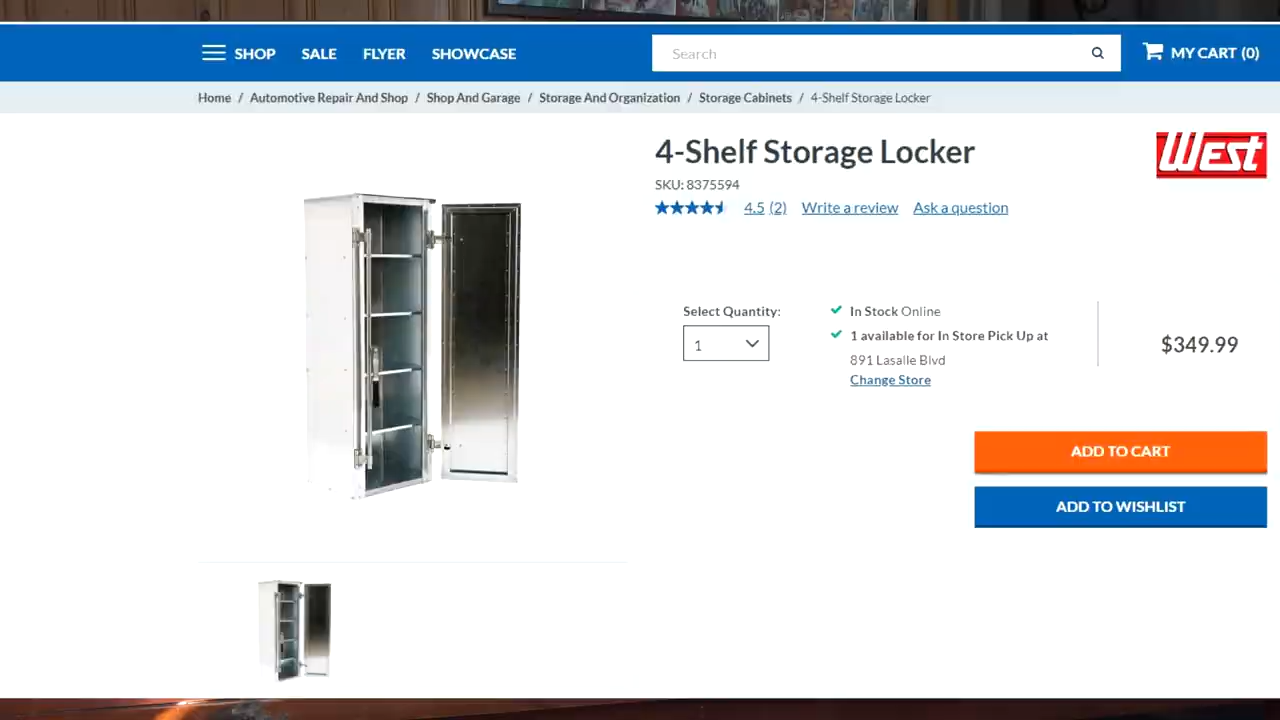 SHOP SALE FLYER SHOWCASE Search MY CART (0)
Home / Automotive Repair And Shop / Shop And Garage / Storage And Organization / Storage Cabinets / 4-Shelf Storage Locker
4-Shelf Storage Locker
WEST
SKU: 8375594
4.5 (2) Write a review Ask a question
Select Quantity:
1
In Stock Online
1 available for In Store Pick Up at
891 Lasalle Blvd
Change Store
$349.99
ADD TO CART
ADD TO WISHLIST